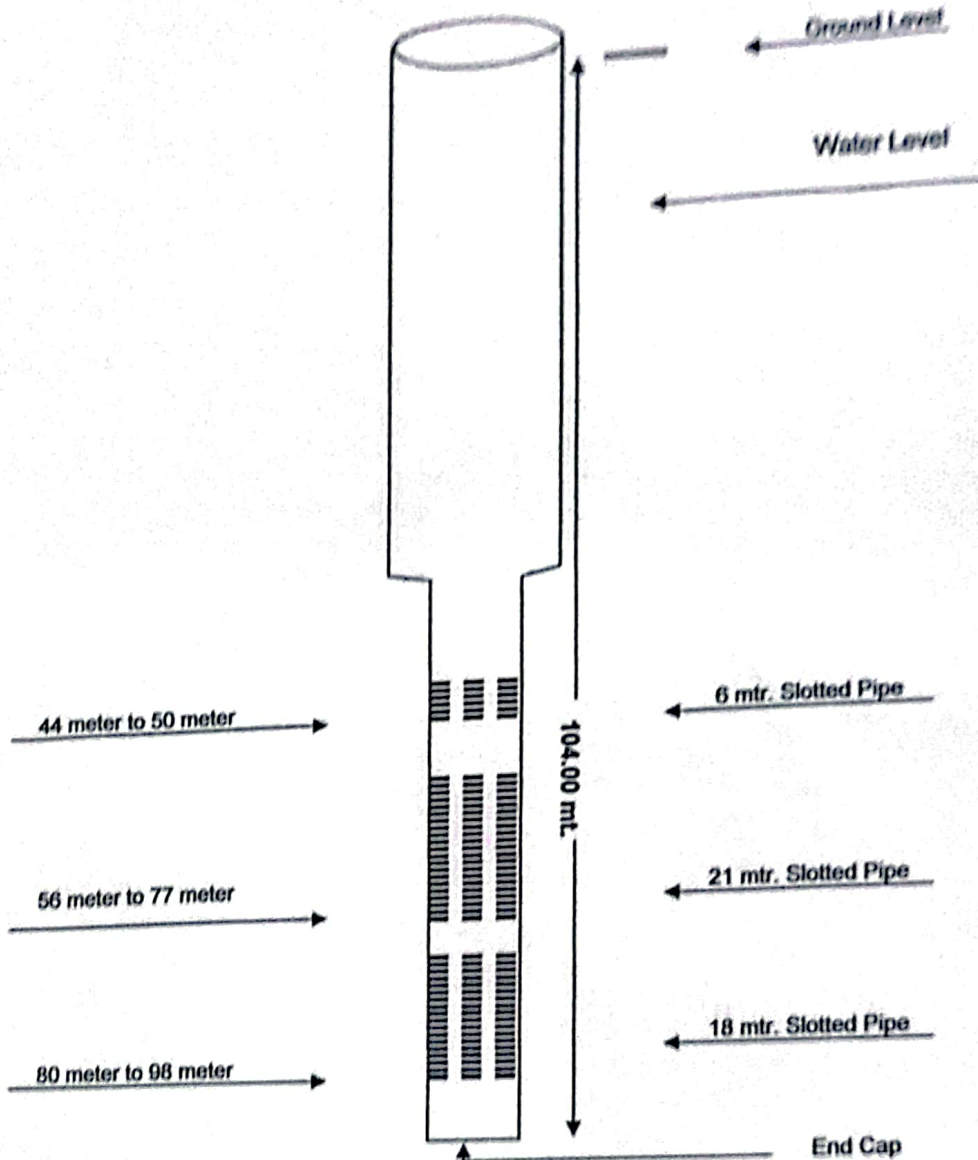 Ground Level
Water Level
6 mtr. Slotted Pipe
44 meter to 50 meter
104.00 mt.
21 mtr. Slotted Pipe
56 meter to 77 meter
18 mtr. Slotted Pipe
80 meter to 98 meter
End Cap